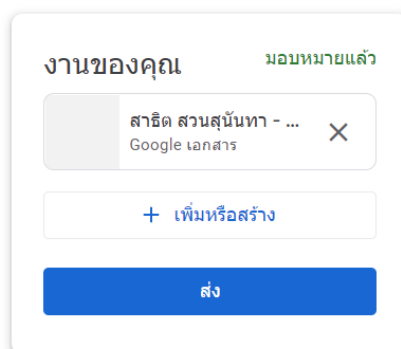 งานของคุณ
มอบหมายแล้ว
สาธิต สวนสุนันทา - ...
Google เอกสาร
+ เพิ่มหรือสร้าง
ส่ง